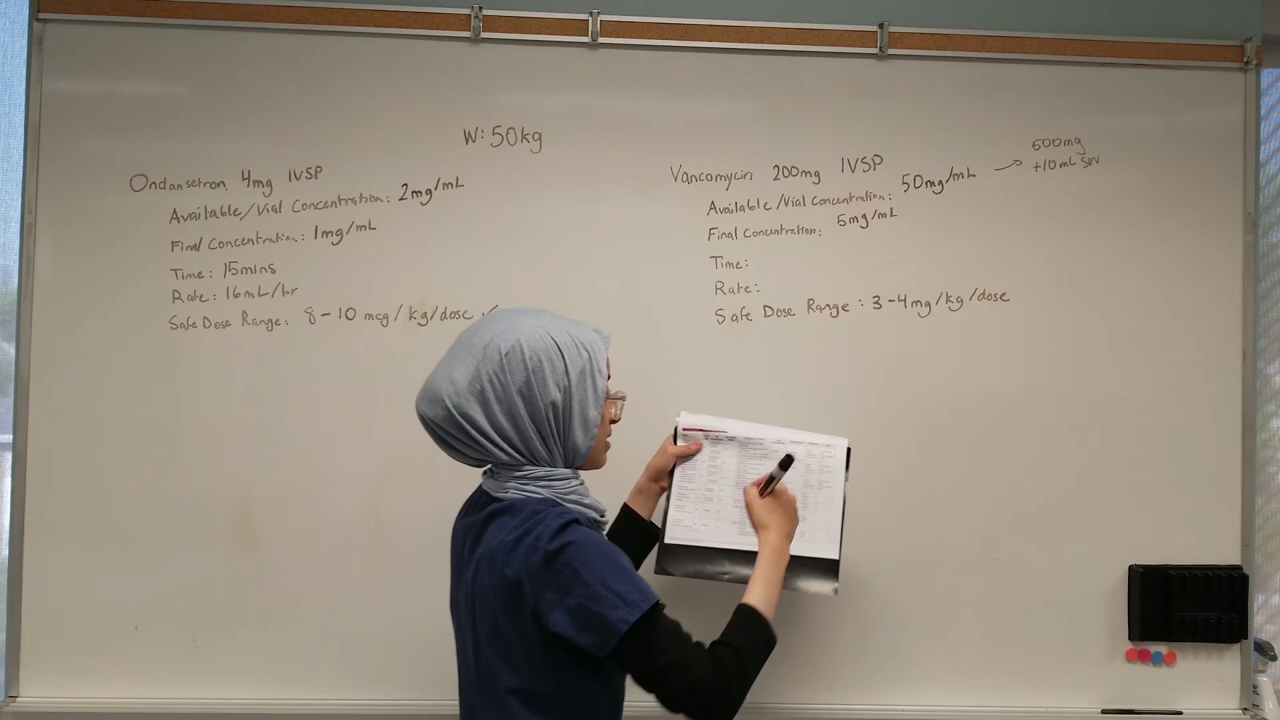 W: 50kg
Ondansetron 4mg IVSP
Available/Vial Concentration: 2mg/mL
Final Concentration: 1mg/mL
Time: 15mins
Rate: 16mL/hr
Safe Dose Range: 8-10 mcg/kg/dose
Vancomycin 200mg IVSP
Available/Vial Concentration: 50mg/mL → 500mg
+10mL SW
Final Concentration: 5mg/mL
Time:
Rate:
Safe Dose Range: 3-4mg/kg/dose